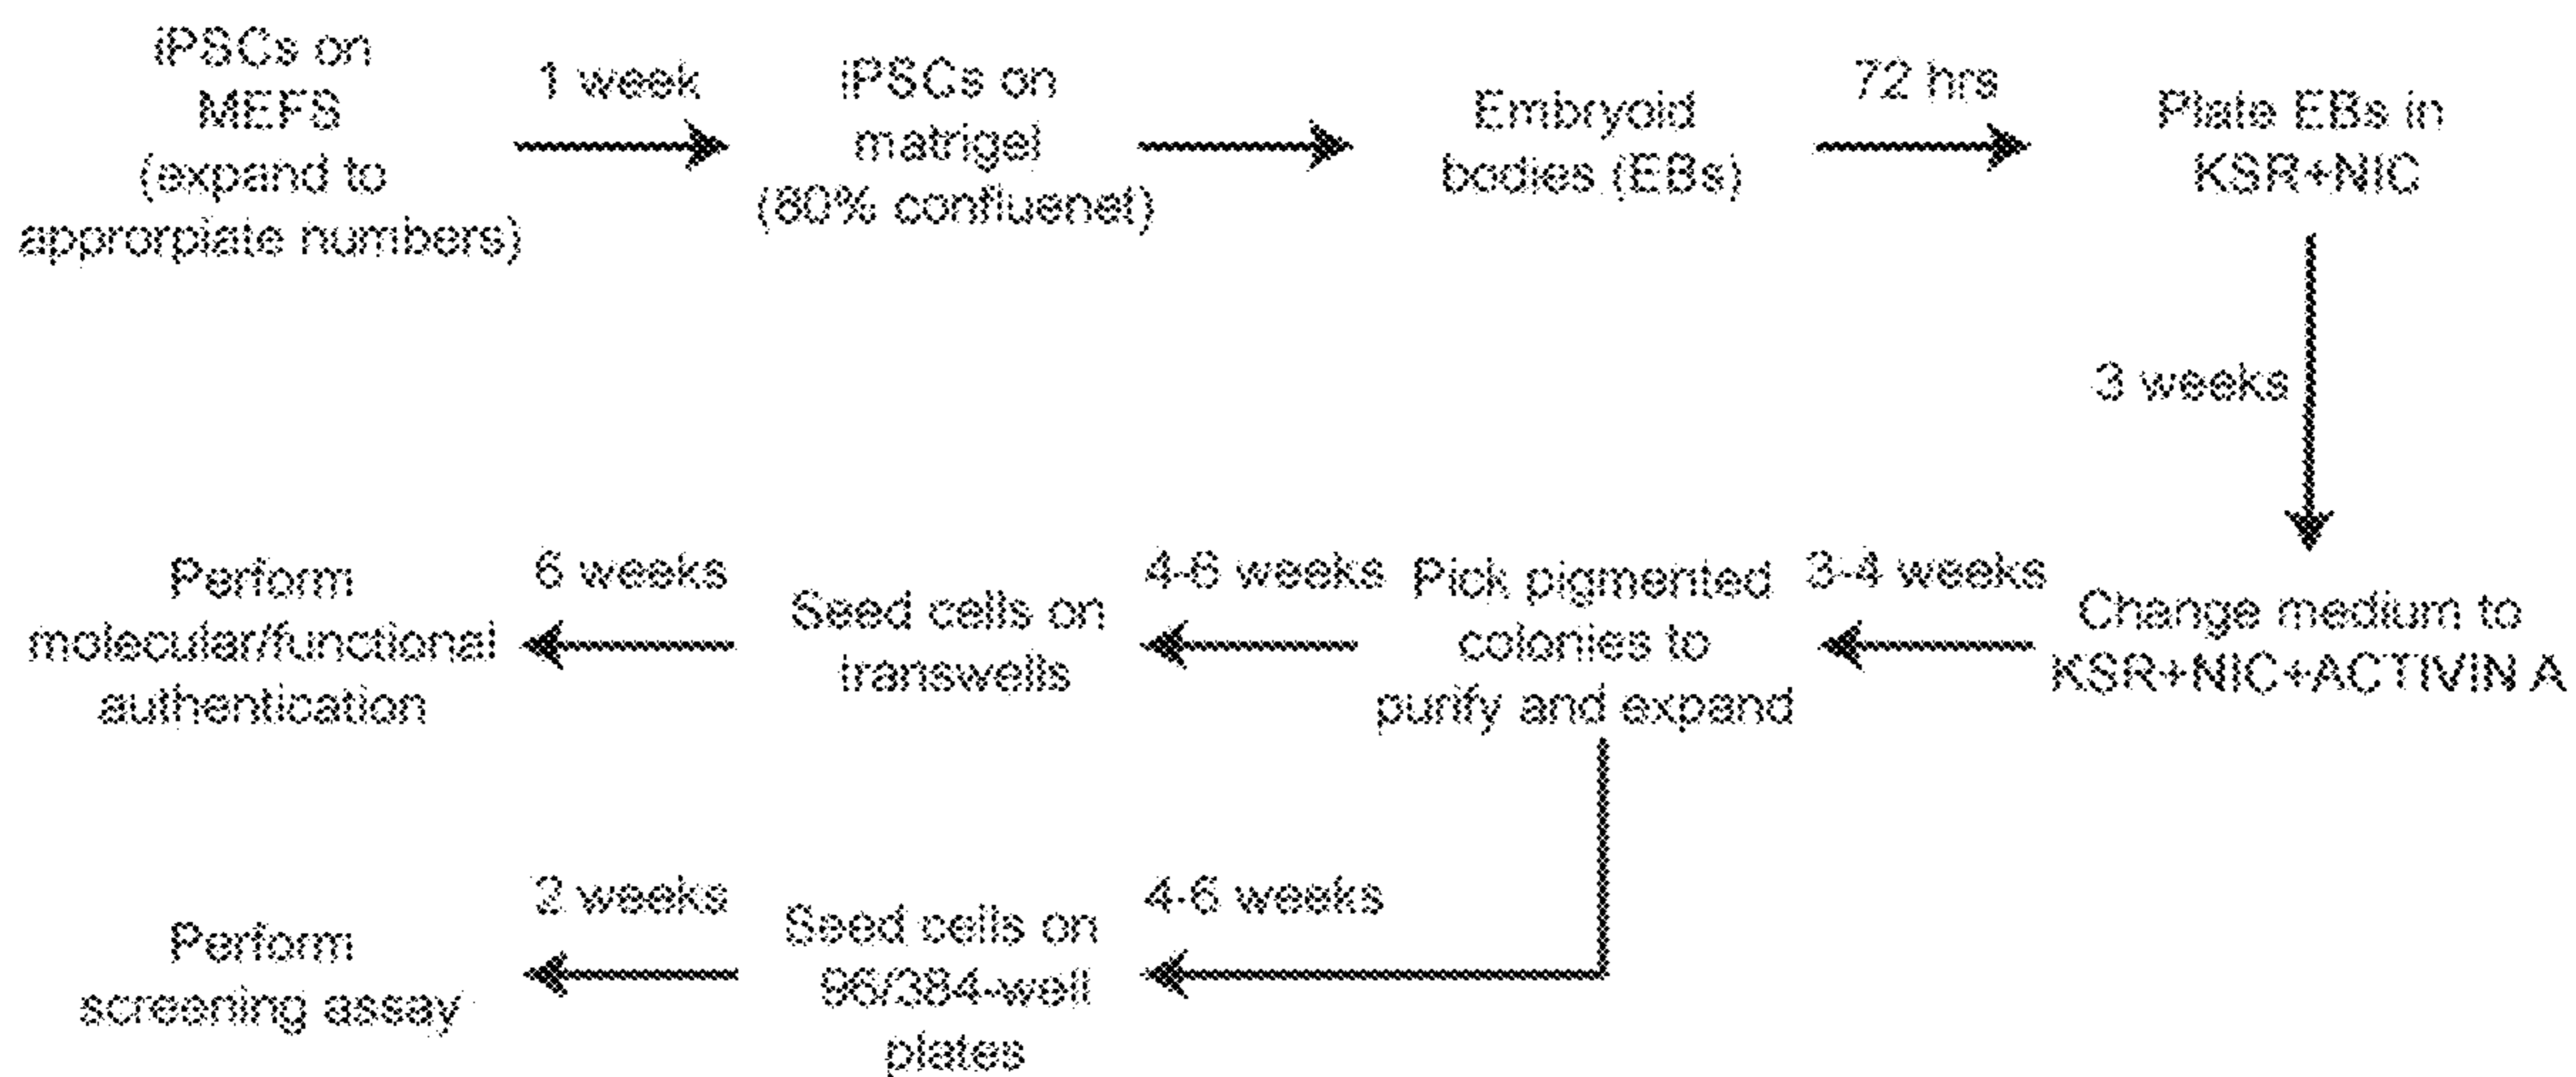 iPSCs on
MEFS
(expand to
approrpiate numbers)
1 week
iPSCs on
matrigel
(80% confluenet)
Embryoid
bodies (EBs)
72 hrs
Plate EBs in
KSR+NIC
3 weeks
Change medium to
KSR+NIC+ACTIVIN A
3-4 weeks
Pick pigmented
colonies to
purify and expand
4-6 weeks
Seed cells on
transwells
6 weeks
Perform
molecular/functional
authentication
4-6 weeks
Seed cells on
96/384-well
plates
2 weeks
Perform
screening assay